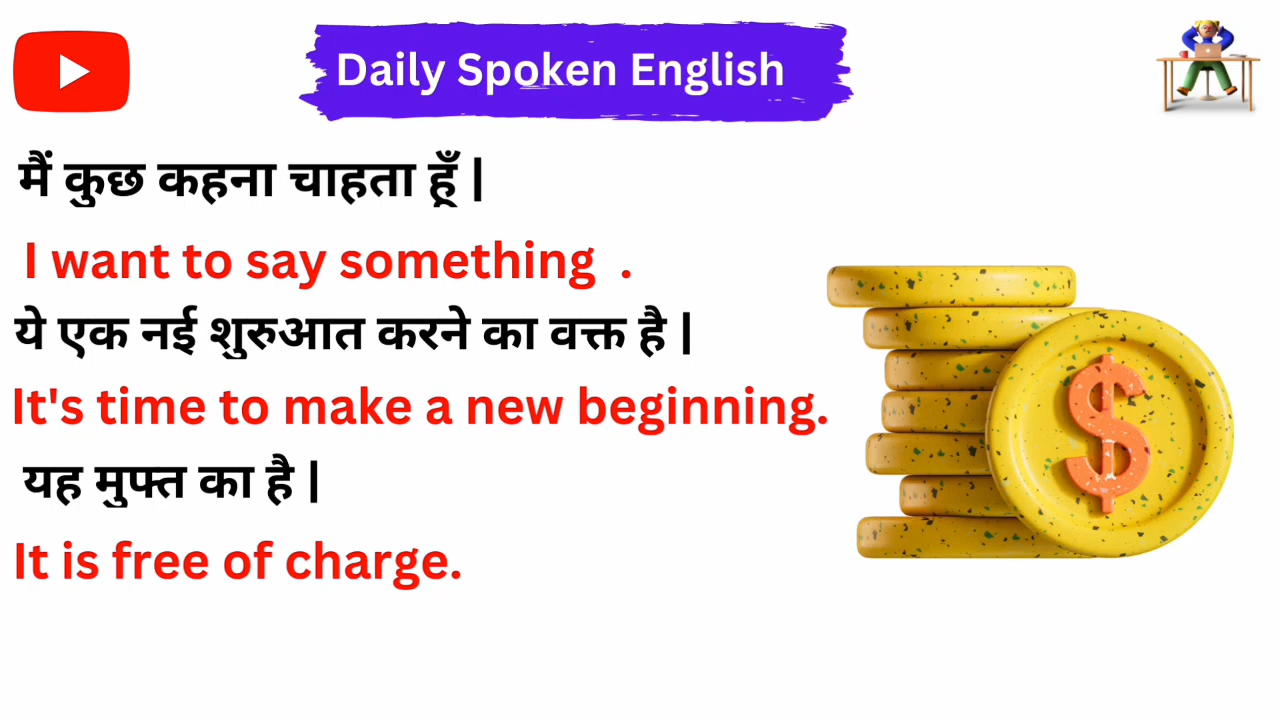 Daily Spoken English
मैं कुछ कहना चाहता हूँ |
I want to say something .
ये एक नई शुरुआत करने का वक्त है |
It's time to make a new beginning.
यह मुफ्त का है |
It is free of charge.
$